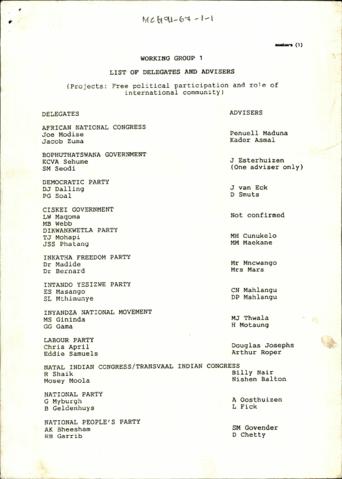 MCH91-67-1-1
members (1)
WORKING GROUP 1
LIST OF DELEGATES AND ADVISERS
(Projects: Free political participation and role of
international community)
DELEGATES ADVISERS
AFRICAN NATIONAL CONGRESS
Joe Modise Penuell Maduna
Jacob Zuma Kader Asmal
BOPHUTHATSWANA GOVERNMENT
KCVA Sehume J Esterhuizen
SM Seodi (One adviser only)
DEMOCRATIC PARTY
DJ Dalling J van Eck
PG Soal D Smuts
CISKEI GOVERNMENT
LW Maqoma Not confirmed
MB Webb
DIKWANKWETLA PARTY
TJ Mohapi MH Cunukelo
JSS Phatang MM Maekane
INKATHA FREEDOM PARTY
Dr Madide Mr Mncwango
Dr Bernard Mrs Mars
INTANDO YESIZWE PARTY
ES Masango CN Mahlangu
SL Mthimunye DP Mahlangu
INYANDZA NATIONAL MOVEMENT
MS Gininda MJ Thwala
GG Gama H Motaung
LABOUR PARTY
Chris April Douglas Josephs
Eddie Samuels Arthur Roper
NATAL INDIAN CONGRESS/TRANSVAAL INDIAN CONGRESS
R Shaik Billy Nair
Mosey Moola Nishen Balton
NATIONAL PARTY
G Myburgh A Oosthuizen
B Geldenhuys L Fick
NATIONAL PEOPLE'S PARTY
AK Beesham SM Govender
HB Garrib D Chetty